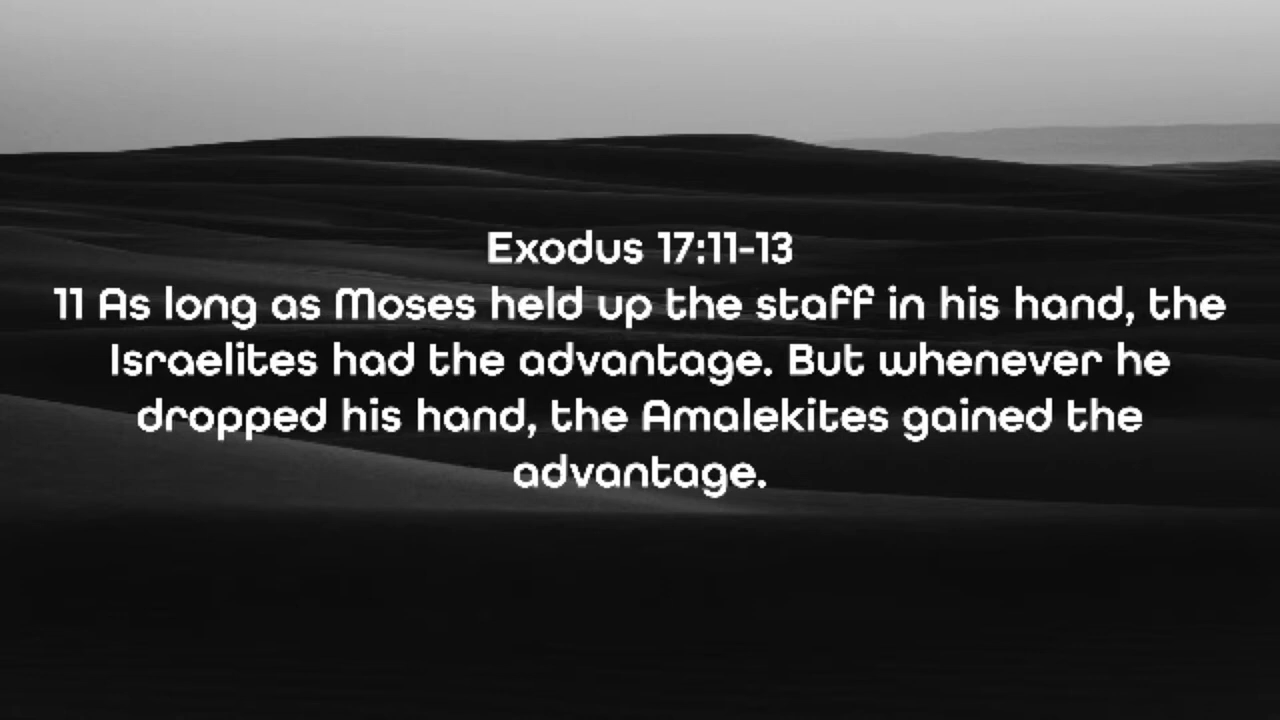 Exodus 17:11-13
11 As long as Moses held up the staff in his hand, the
Israelites had the advantage. But whenever he
dropped his hand, the Amalekites gained the
advantage.